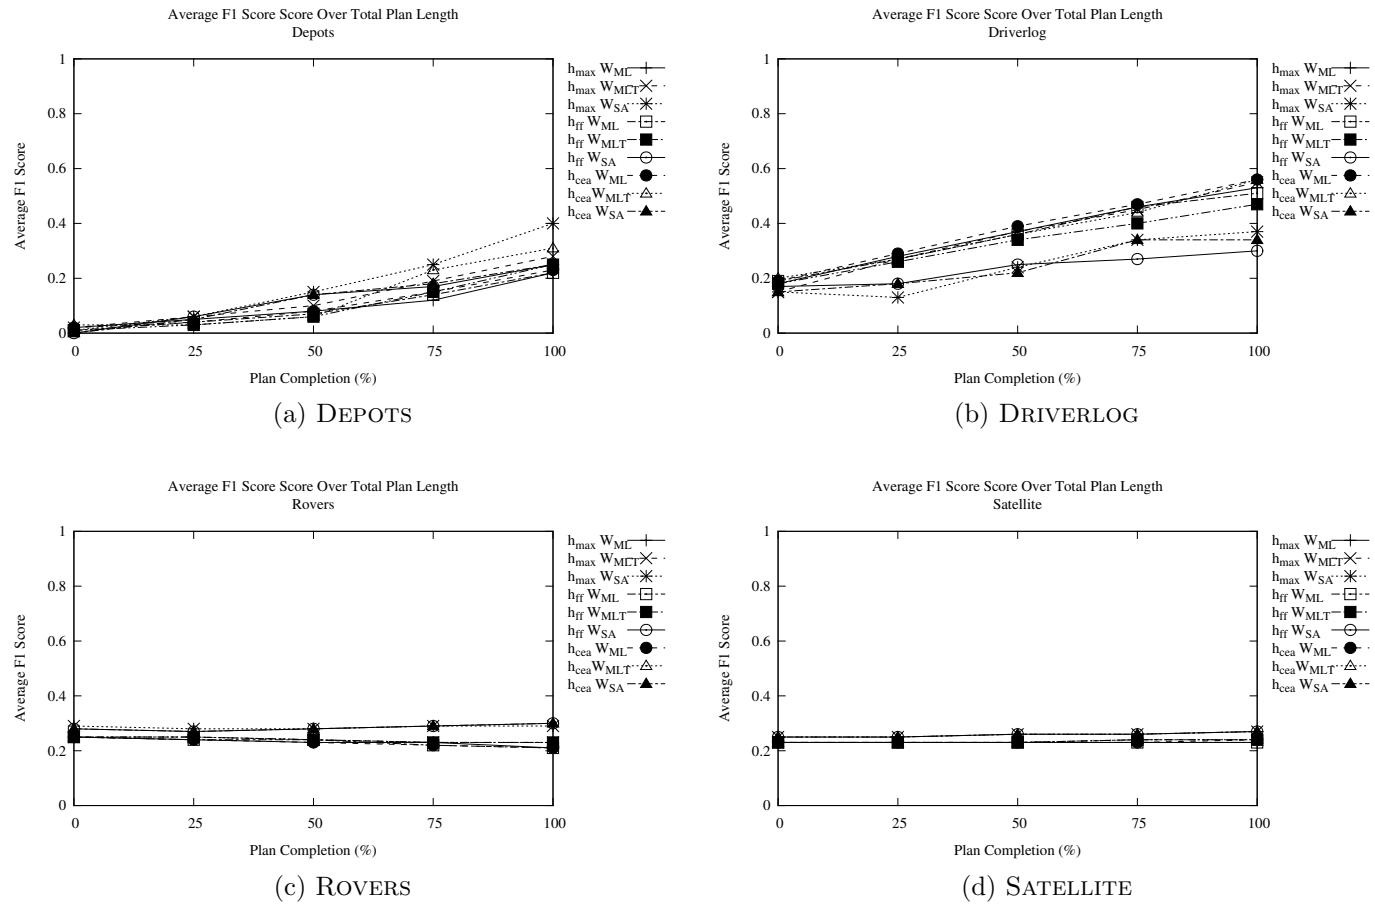 Average F1 Score Score Over Total Plan Length
Depots
1
0.8
0.6
0.4
0.2
0
0 25 50 75 100
Average F1 Score
Plan Completion (%)
h_max W_ML
h_max W_MLT
h_max W_SA
h_ff W_ML
h_ff W_MLT
h_ff W_SA
h_cea W_ML
h_cea W_MLT
h_cea W_SA
(a) DEPOTS
Average F1 Score Score Over Total Plan Length
Driverlog
1
0.8
0.6
0.4
0.2
0
0 25 50 75 100
Average F1 Score
Plan Completion (%)
h_max W_ML
h_max W_MLT
h_max W_SA
h_ff W_ML
h_ff W_MLT
h_ff W_SA
h_cea W_ML
h_cea W_MLT
h_cea W_SA
(b) DRIVERLOG
Average F1 Score Score Over Total Plan Length
Rovers
1
0.8
0.6
0.4
0.2
0
0 25 50 75 100
Average F1 Score
Plan Completion (%)
h_max W_ML
h_max W_MLT
h_max W_SA
h_ff W_ML
h_ff W_MLT
h_ff W_SA
h_cea W_ML
h_cea W_MLT
h_cea W_SA
(c) ROVERS
Average F1 Score Score Over Total Plan Length
Satellite
1
0.8
0.6
0.4
0.2
0
0 25 50 75 100
Average F1 Score
Plan Completion (%)
h_max W_ML
h_max W_MLT
h_max W_SA
h_ff W_ML
h_ff W_MLT
h_ff W_SA
h_cea W_ML
h_cea W_MLT
h_cea W_SA
(d) SATELLITE